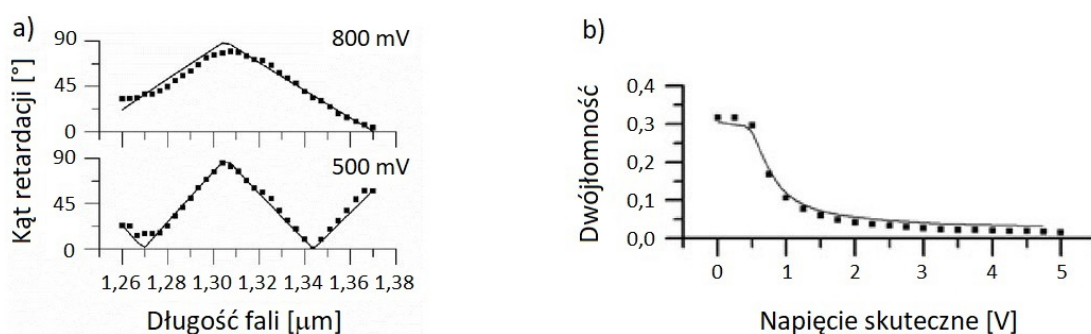 a)
800 mV
90
45
0
500 mV
90
45
0
Kąt retardacji [°]
1,26 1,28 1,30 1,32 1,34 1,36 1,38
Długość fali [μm]
b)
0,4
0,3
0,2
0,1
0,0
Dwójłomność
0 1 2 3 4 5
Napięcie skuteczne [V]